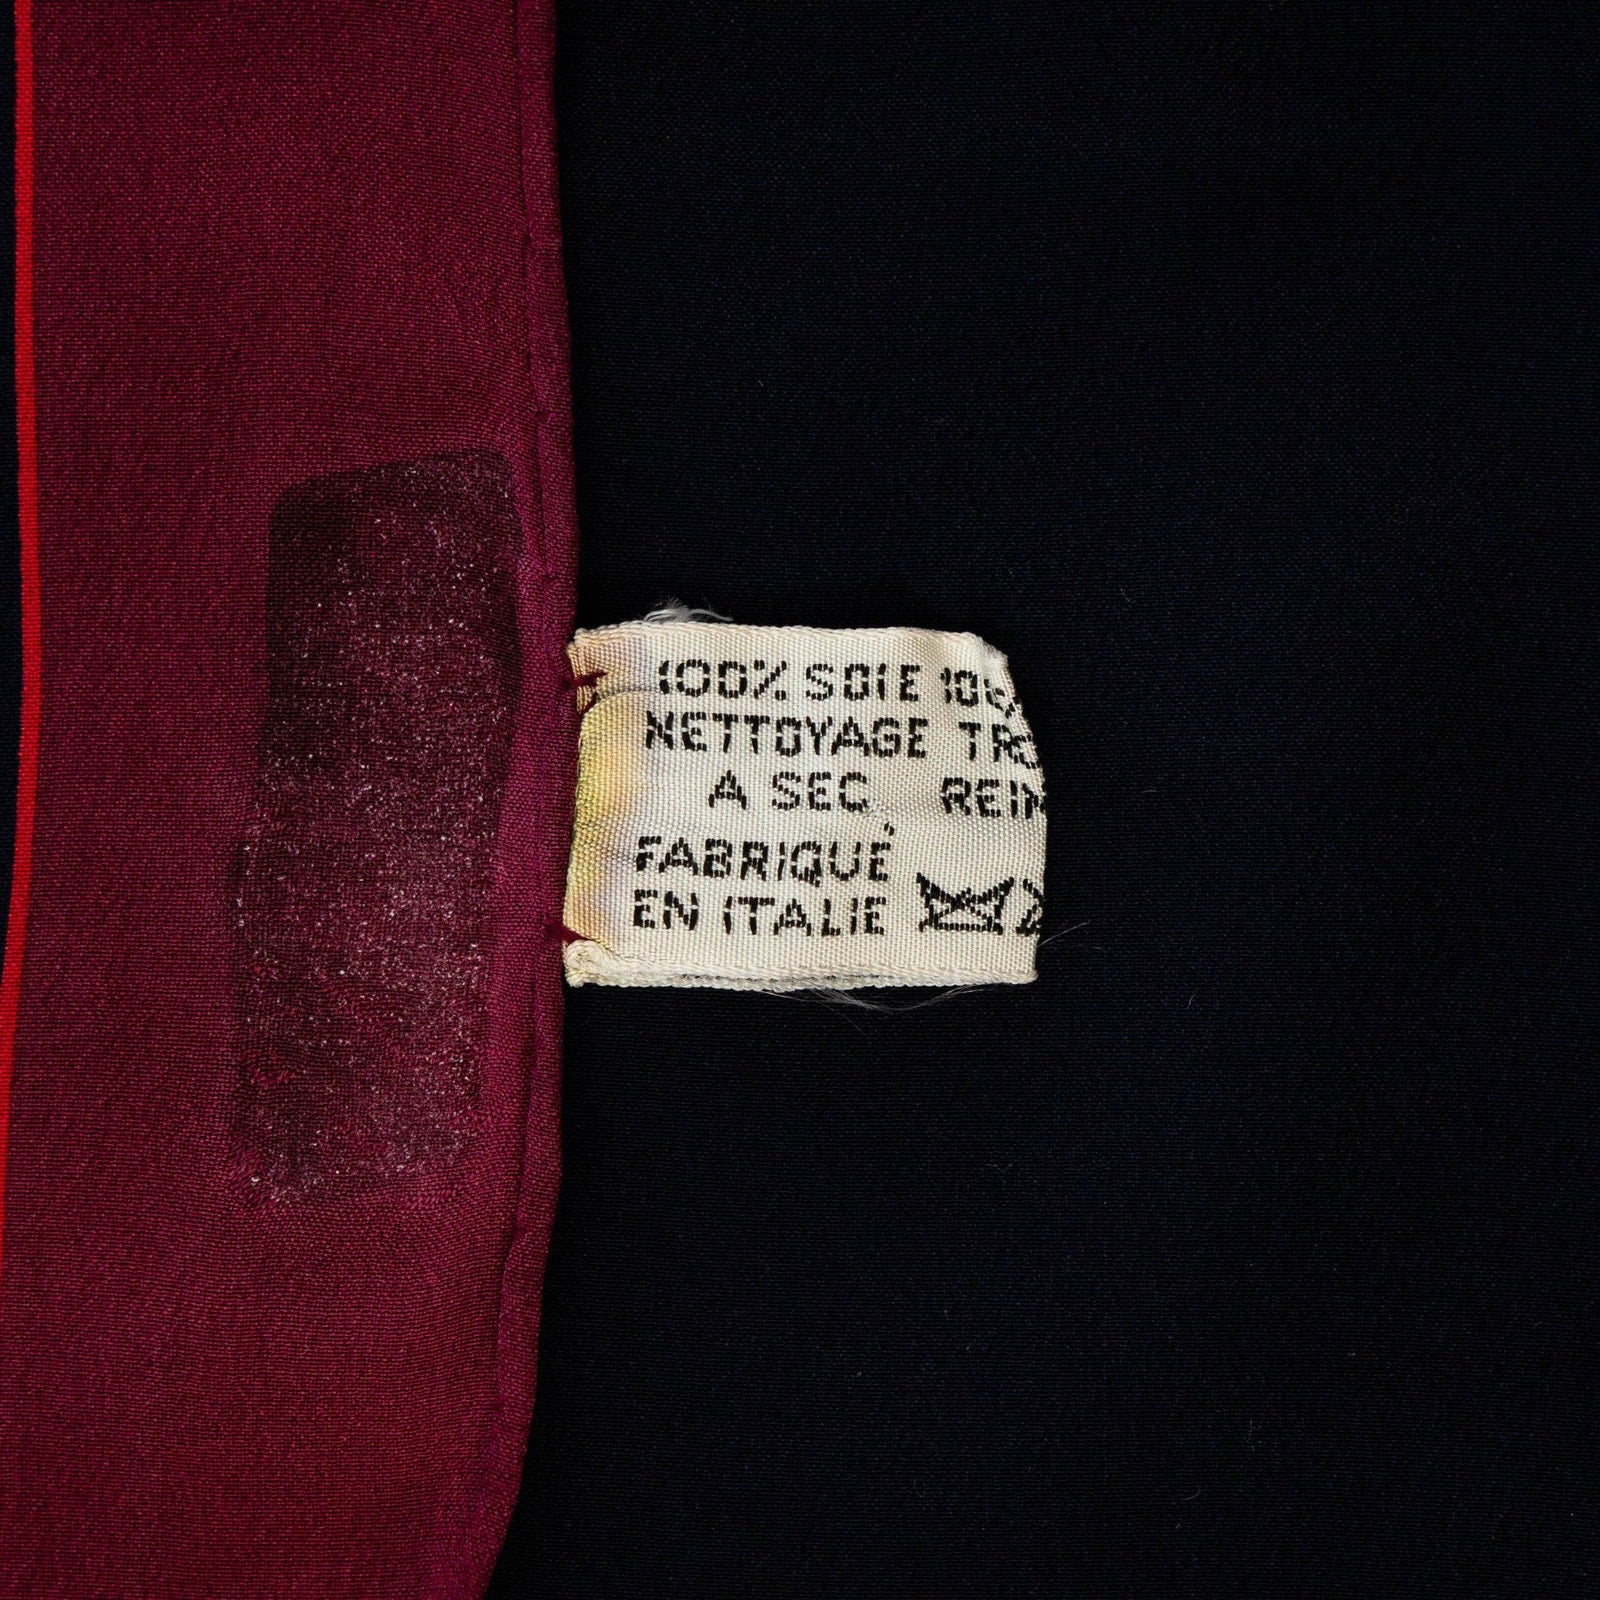 100% SOIE
NETTOYAGE
A SEC
FABRIQUÉ
EN ITALIE